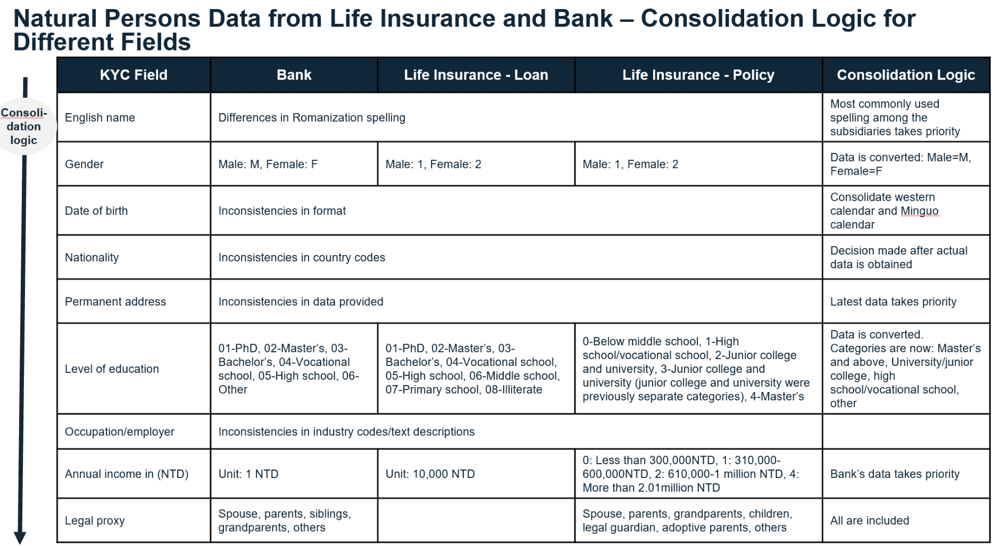 Natural Persons Data from Life Insurance and Bank – Consolidation Logic for
Different Fields
Consoli-
dation
logic
KYC Field
Bank
Life Insurance - Loan
Life Insurance - Policy
Consolidation Logic
English name
Differences in Romanization spelling
Most commonly used
spelling among the
subsidiaries takes priority
Gender
Male: M, Female: F
Male: 1, Female: 2
Male: 1, Female: 2
Data is converted: Male=M,
Female=F
Date of birth
Inconsistencies in format
Consolidate western
calendar and Minguo
calendar
Nationality
Inconsistencies in country codes
Decision made after actual
data is obtained
Permanent address
Inconsistencies in data provided
Latest data takes priority
Level of education
01-PhD, 02-Master’s, 03-
Bachelor’s, 04-Vocational
school, 05-High school, 06-
Other
01-PhD, 02-Master’s, 03-
Bachelor’s, 04-Vocational school,
05-High school, 06-Middle school,
07-Primary school, 08-Illiterate
0-Below middle school, 1-High
school/vocational school, 2-Junior college
and university, 3-Junior college and
university (junior college and university were
previously separate categories), 4-Master’s
Data is converted.
Categories are now: Master’s
and above, University/junior
college, high
school/vocational school,
other
Occupation/employer
Inconsistencies in industry codes/text descriptions
Annual income in (NTD)
Unit: 1 NTD
Unit: 10,000 NTD
0: Less than 300,000NTD, 1: 310,000-
600,000NTD, 2: 610,000-1 million NTD, 4:
More than 2.01million NTD
Bank’s data takes priority
Legal proxy
Spouse, parents, siblings,
grandparents, others
Spouse, parents, grandparents, children,
legal guardian, adoptive parents, others
All are included